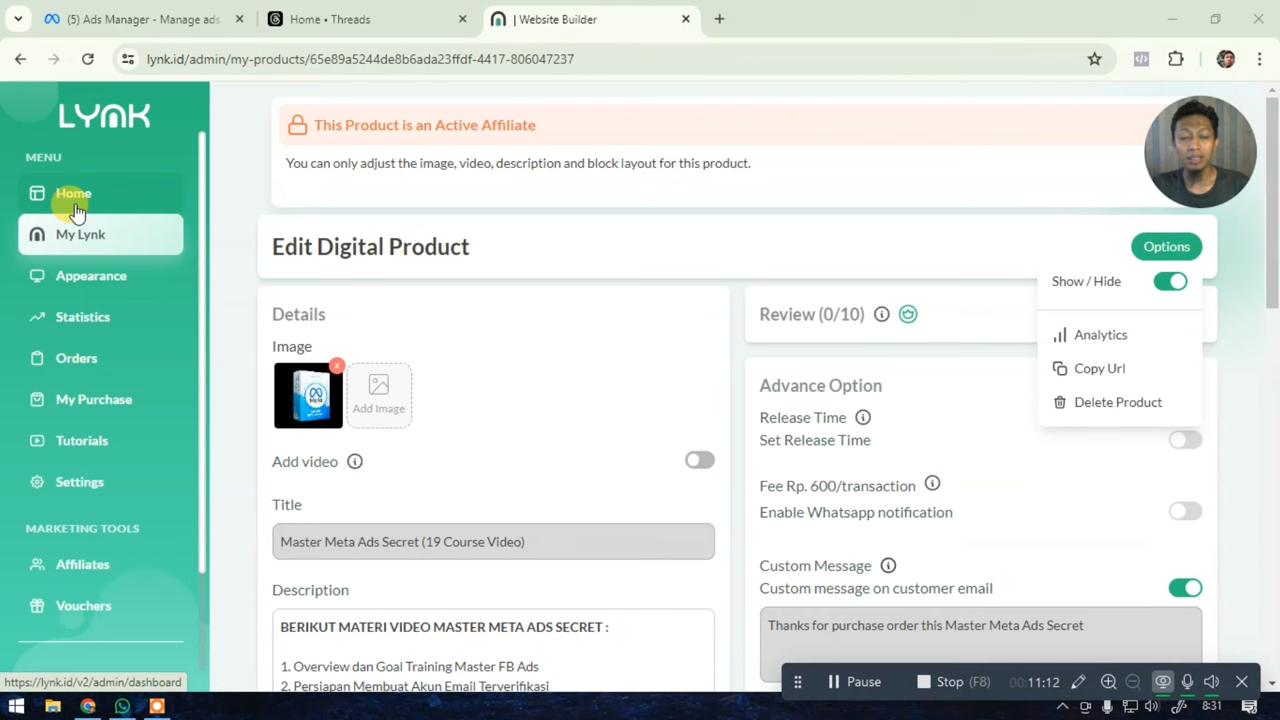 (5) Ads Manager - Manage ads
Home • Threads
| Website Builder
lynk.id/admin/my-products/65e89a5244de8b6ada23ffdf-4417-806047237
LYNK
MENU
Home
My Lynk
Appearance
Statistics
Orders
My Purchase
Tutorials
Settings
MARKETING TOOLS
Affiliates
Vouchers
https://lynk.id/v2/admin/dashboard
This Product is an Active Affiliate
You can only adjust the image, video, description and block layout for this product.
Edit Digital Product
Options
Show / Hide
Analytics
Copy Url
Delete Product
Details
Image
x
Meta
Add Image
Add video
Title
Master Meta Ads Secret (19 Course Video)
Description
BERIKUT MATERI VIDEO MASTER META ADS SECRET :
1. Overview dan Goal Training Master FB Ads
2. Persiapan Membuat Akun Email Terverifikasi
Review (0/10)
Advance Option
Release Time
Set Release Time
Fee Rp. 600/transaction
Enable Whatsapp notification
Custom Message
Custom message on customer email
Thanks for purchase order this Master Meta Ads Secret
Pause
Stop (F8)
00:11:12
8:31